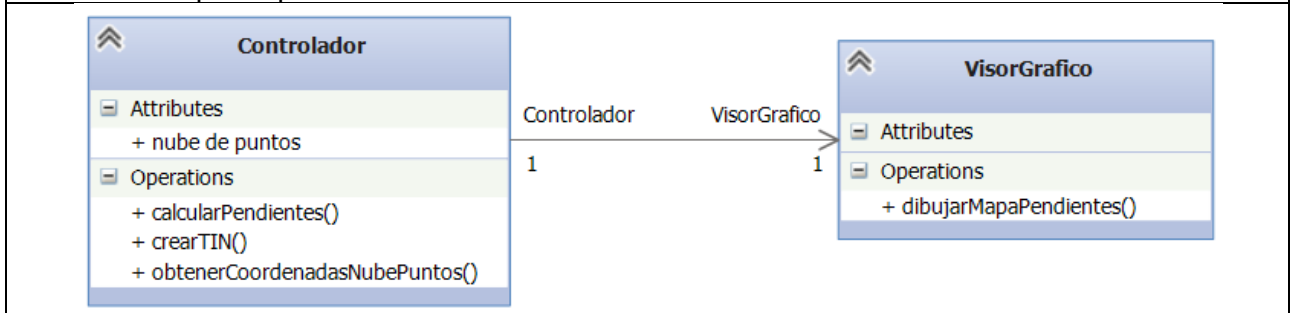 Controlador
Attributes
+ nube de puntos
Operations
+ calcularPendientes()
+ crearTIN()
+ obtenerCoordenadasNubePuntos()
Controlador VisorGrafico
1 1
VisorGrafico
Attributes
Operations
+ dibujarMapaPendientes()